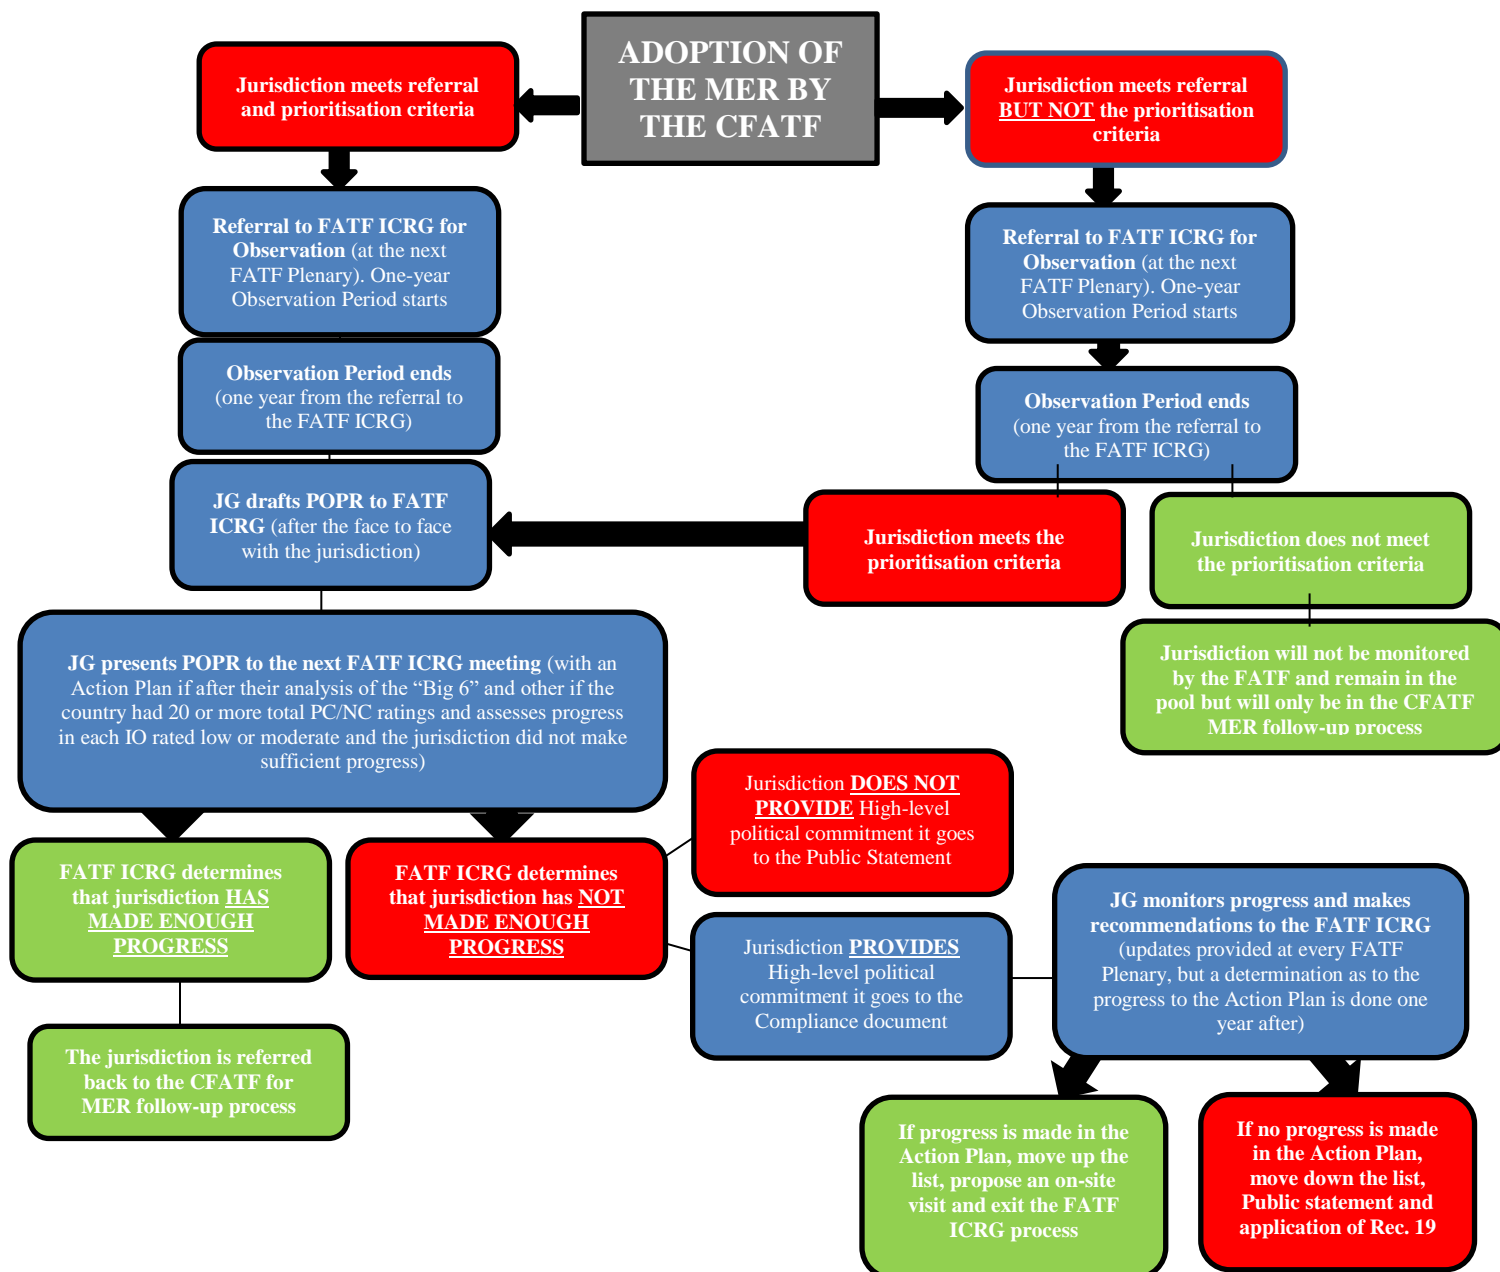 ADOPTION OF
THE MER BY
THE CFATF
Jurisdiction meets referral
and prioritisation criteria
Jurisdiction meets referral
BUT NOT the prioritisation
criteria
Referral to FATF ICRG for
Observation (at the next
FATF Plenary). One-year
Observation Period starts
Referral to FATF ICRG for
Observation (at the next
FATF Plenary). One-year
Observation Period starts
Observation Period ends
(one year from the referral to
the FATF ICRG)
Observation Period ends
(one year from the referral to
the FATF ICRG)
JG drafts POPR to FATF
ICRG (after the face to face
with the jurisdiction)
Jurisdiction meets the
prioritisation criteria
Jurisdiction does not meet
the prioritisation criteria
JG presents POPR to the next FATF ICRG meeting (with an
Action Plan if after their analysis of the “Big 6” and other if the
country had 20 or more total PC/NC ratings and assesses progress
in each IO rated low or moderate and the jurisdiction did not make
sufficient progress)
Jurisdiction will not be monitored
by the FATF and remain in the
pool but will only be in the CFATF
MER follow-up process
Jurisdiction DOES NOT
PROVIDE High-level
political commitment it goes
to the Public Statement
FATF ICRG determines
that jurisdiction HAS
MADE ENOUGH
PROGRESS
FATF ICRG determines
that jurisdiction has NOT
MADE ENOUGH
PROGRESS
Jurisdiction PROVIDES
High-level political
commitment it goes to the
Compliance document
JG monitors progress and makes
recommendations to the FATF ICRG
(updates provided at every FATF
Plenary, but a determination as to the
progress to the Action Plan is done one
year after)
The jurisdiction is referred
back to the CFATF for
MER follow-up process
If progress is made in the
Action Plan, move up the
list, propose an on-site
visit and exit the FATF
ICRG process
If no progress is made
in the Action Plan,
move down the list,
Public statement and
application of Rec. 19